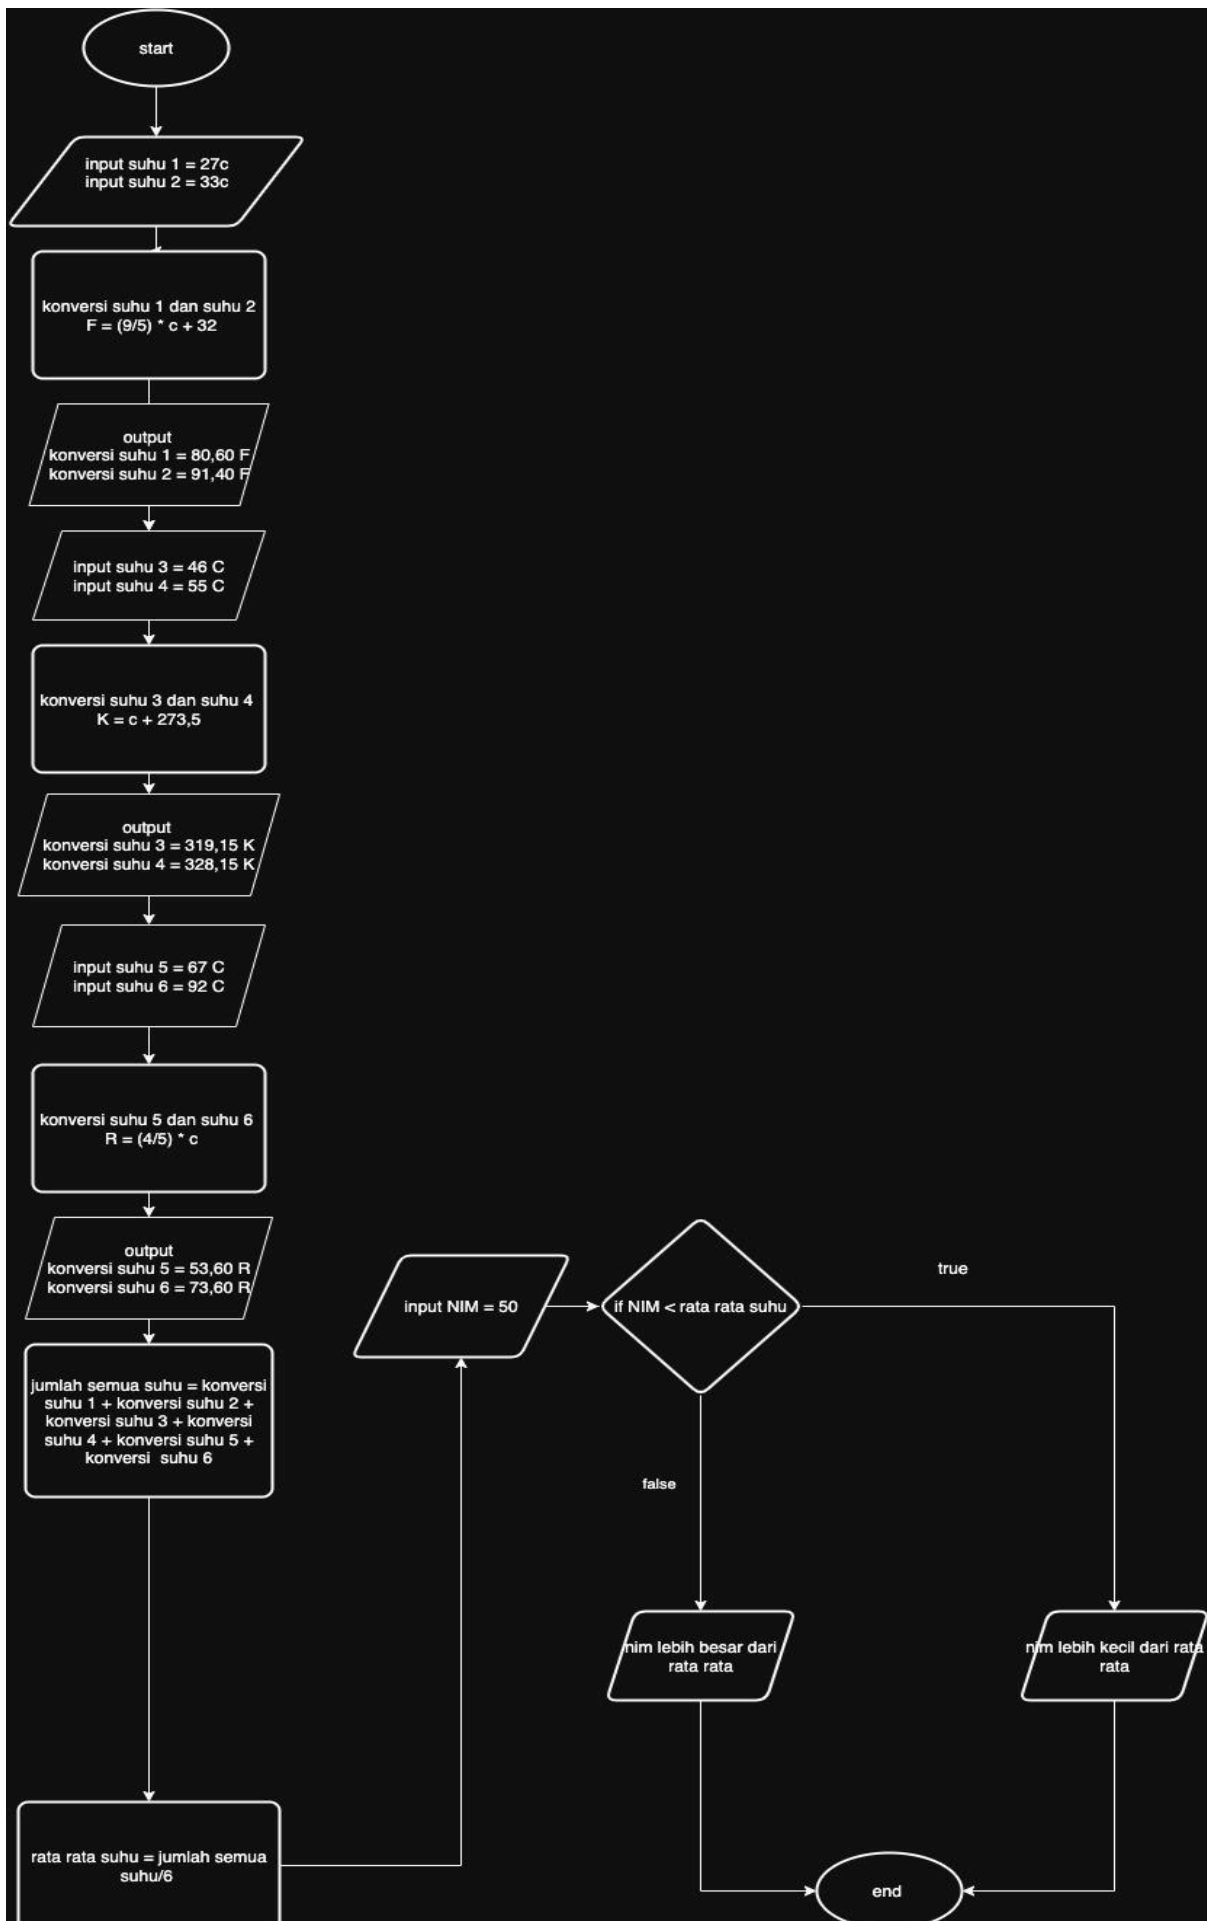 start
input suhu 1 = 27c
input suhu 2 = 33c
konversi suhu 1 dan suhu 2
F = (9/5) * c + 32
output
konversi suhu 1 = 80,60 F
konversi suhu 2 = 91,40 F
input suhu 3 = 46 C
input suhu 4 = 55 C
konversi suhu 3 dan suhu 4
K = c + 273,5
output
konversi suhu 3 = 319,15 K
konversi suhu 4 = 328,15 K
input suhu 5 = 67 C
input suhu 6 = 92 C
konversi suhu 5 dan suhu 6
R = (4/5) * c
output
konversi suhu 5 = 53,60 R
konversi suhu 6 = 73,60 R
jumlah semua suhu = konversi
suhu 1 + konversi suhu 2 +
konversi suhu 3 + konversi
suhu 4 + konversi suhu 5 +
konversi suhu 6
rata rata suhu = jumlah semua
suhu/6
input NIM = 50
if NIM < rata rata suhu
true
false
nim lebih besar dari
rata rata
nim lebih kecil dari rata
rata
end